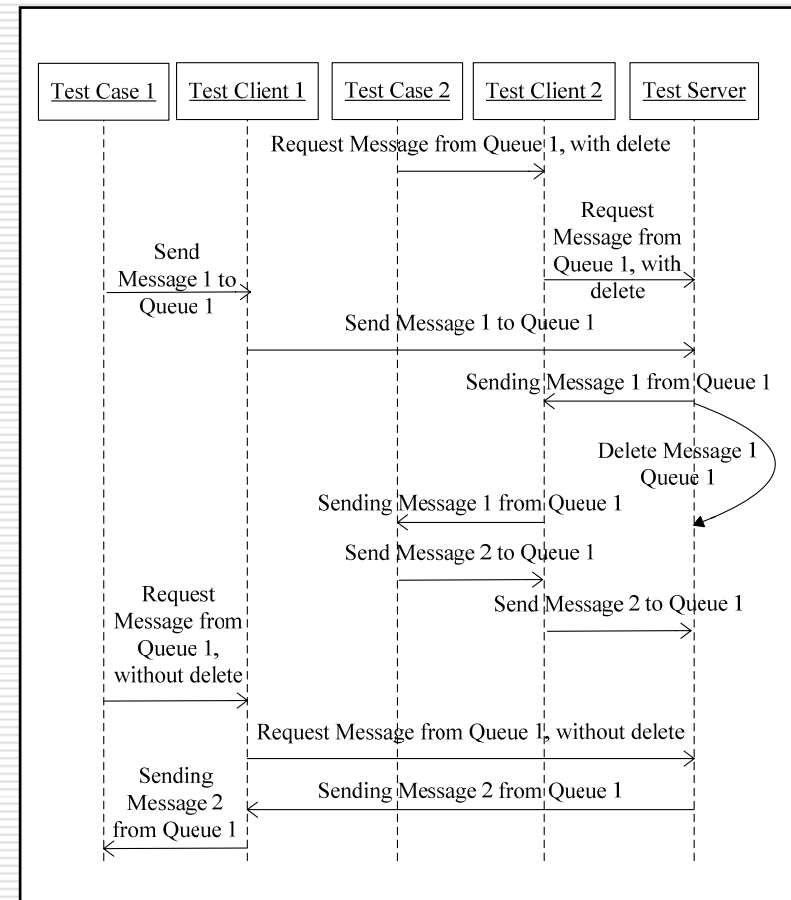 Test Case 1
Test Client 1
Test Case 2
Test Client 2
Test Server
Request Message from Queue 1, with delete
Request
Message from
Queue 1, with
delete
Send
Message 1 to
Queue 1
Send Message 1 to Queue 1
Sending Message 1 from Queue 1
Delete Message 1
Queue 1
Sending Message 1 from Queue 1
Send Message 2 to Queue 1
Send Message 2 to Queue 1
Request
Message from
Queue 1,
without delete
Request Message from Queue 1, without delete
Sending Message 2 from Queue 1
Sending
Message 2
from Queue 1